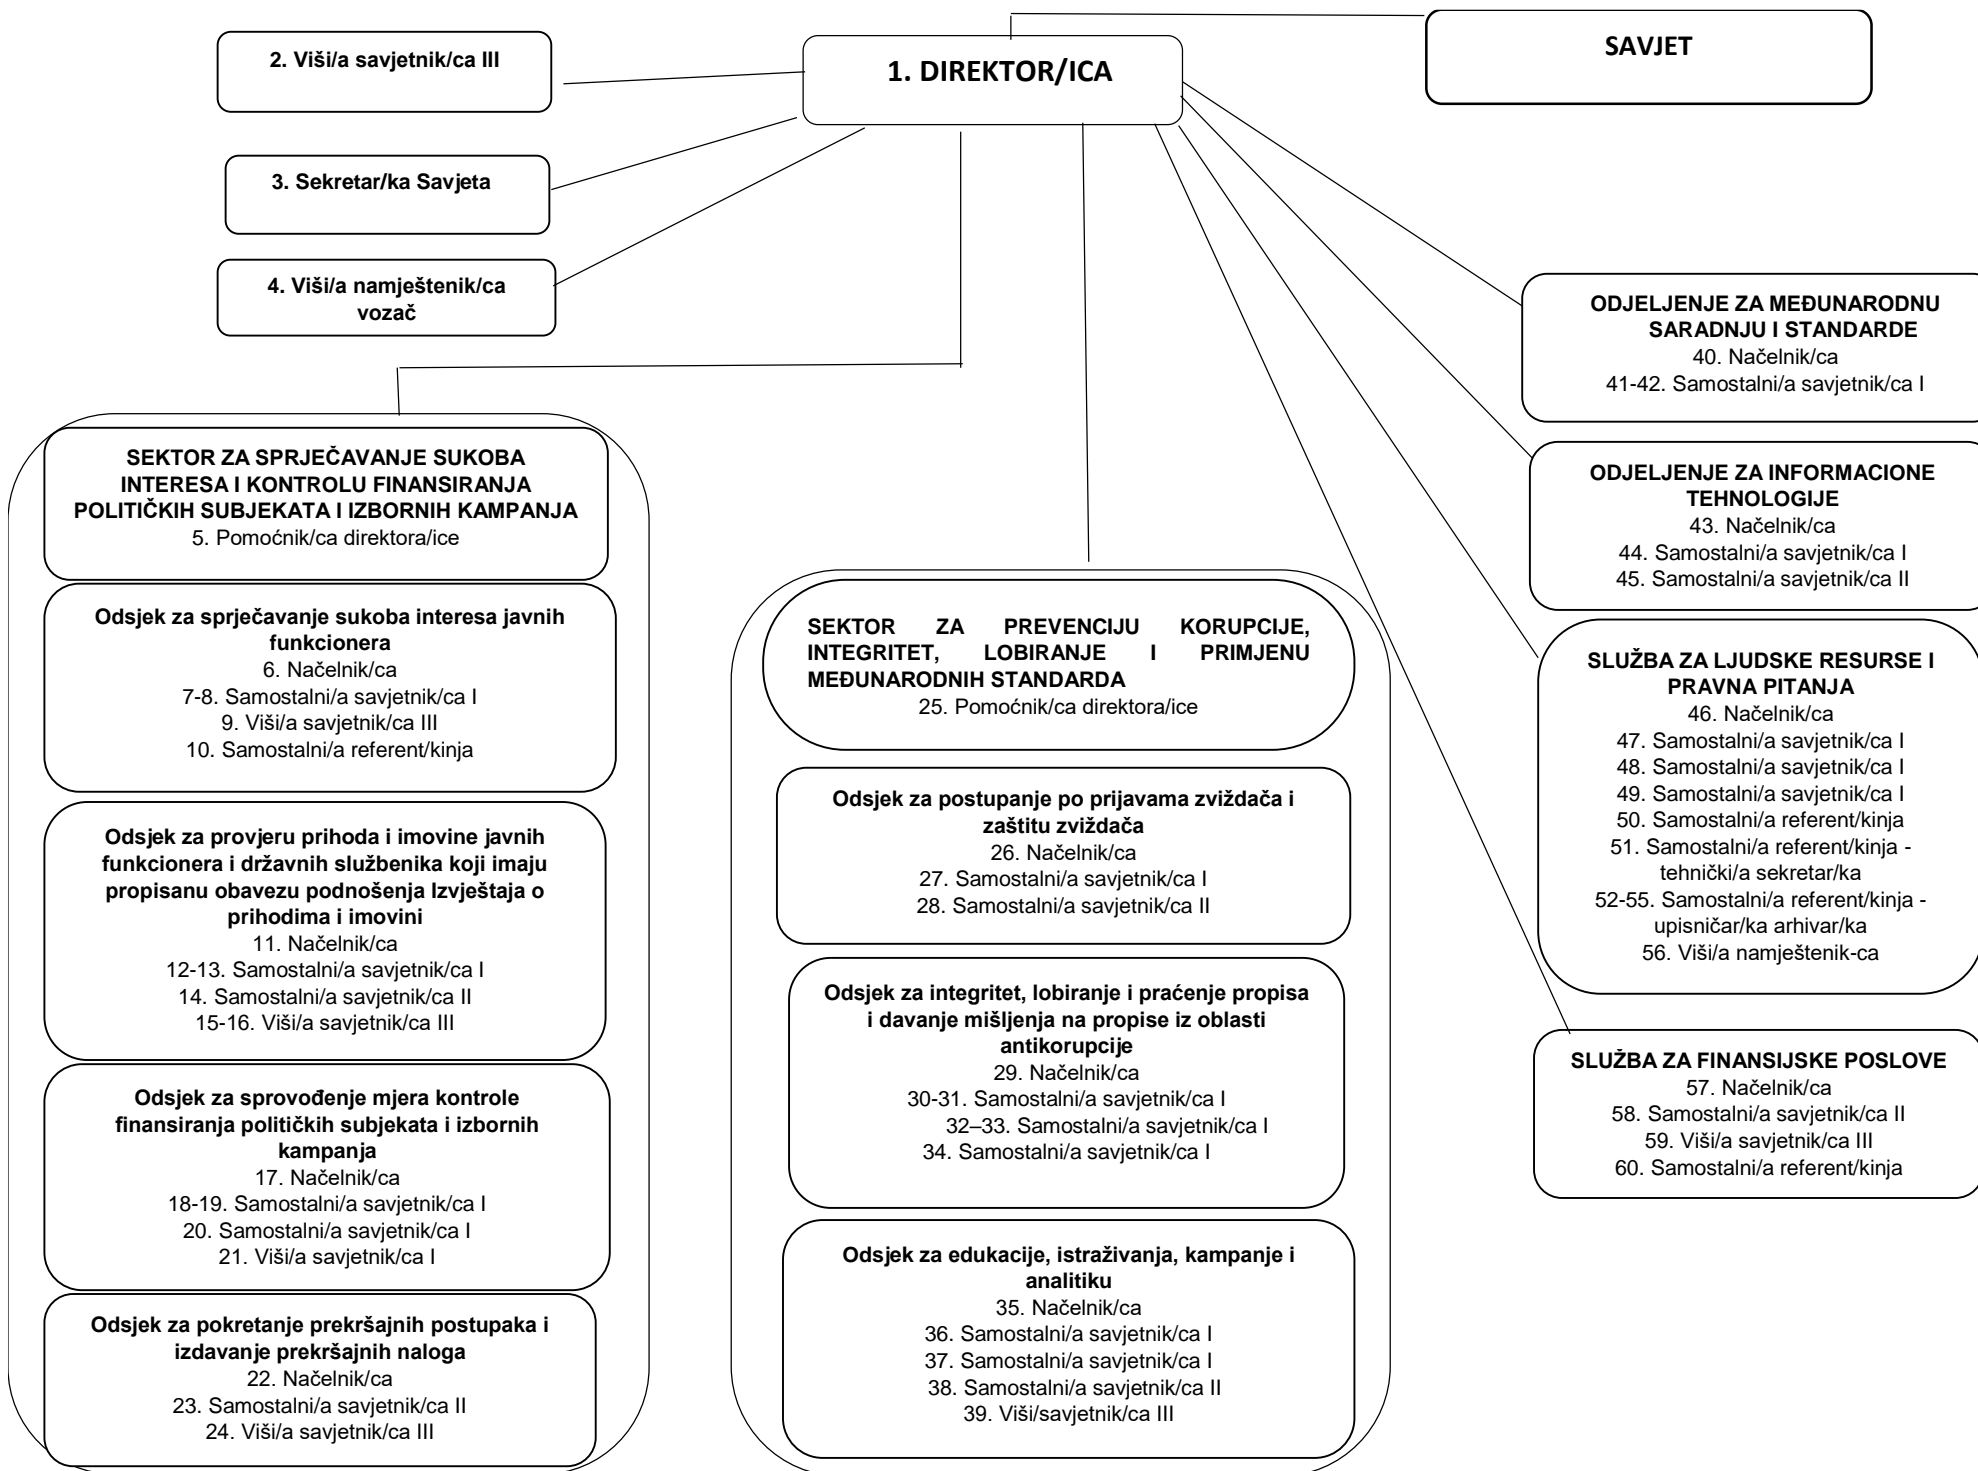 SAVJET
1. DIREKTOR/ICA
2. Viši/a savjetnik/ca III
3. Sekretar/ka Savjeta
4. Viši/a namještenik/ca
vozač
SEKTOR ZA SPRJEČAVANJE SUKOBA
INTERESA I KONTROLU FINANSIRANJA
POLITIČKIH SUBJEKATA I IZBORNIH KAMPANJA
5. Pomoćnik/ca direktora/ice
Odsjek za sprječavanje sukoba interesa javnih
funkcionera
6. Načelnik/ca
7-8. Samostalni/a savjetnik/ca I
9. Viši/a savjetnik/ca III
10. Samostalni/a referent/kinja
Odsjek za provjeru prihoda i imovine javnih
funkcionera i državnih službenika koji imaju
propisanu obavezu podnošenja Izvještaja o
prihodima i imovini
11. Načelnik/ca
12-13. Samostalni/a savjetnik/ca I
14. Samostalni/a savjetnik/ca II
15-16. Viši/a savjetnik/ca III
Odsjek za sprovođenje mjera kontrole
finansiranja političkih subjekata i izbornih
kampanja
17. Načelnik/ca
18-19. Samostalni/a savjetnik/ca I
20. Samostalni/a savjetnik/ca I
21. Viši/a savjetnik/ca I
Odsjek za pokretanje prekršajnih postupaka i
izdavanje prekršajnih naloga
22. Načelnik/ca
23. Samostalni/a savjetnik/ca II
24. Viši/a savjetnik/ca III
SEKTOR ZA PREVENCIJU KORUPCIJE,
INTEGRITET, LOBIRANJE I PRIMJENU
MEĐUNARODNIH STANDARDA
25. Pomoćnik/ca direktora/ice
Odsjek za postupanje po prijavama zviždača i
zaštitu zviždača
26. Načelnik/ca
27. Samostalni/a savjetnik/ca I
28. Samostalni/a savjetnik/ca II
Odsjek za integritet, lobiranje i praćenje propisa
i davanje mišljenja na propise iz oblasti
antikorupcije
29. Načelnik/ca
30-31. Samostalni/a savjetnik/ca I
32–33. Samostalni/a savjetnik/ca I
34. Samostalni/a savjetnik/ca I
Odsjek za edukacije, istraživanja, kampanje i
analitiku
35. Načelnik/ca
36. Samostalni/a savjetnik/ca I
37. Samostalni/a savjetnik/ca I
38. Samostalni/a savjetnik/ca II
39. Viši/savjetnik/ca III
ODJELJENJE ZA MEĐUNARODNU
SARADNJU I STANDARDE
40. Načelnik/ca
41-42. Samostalni/a savjetnik/ca I
ODJELJENJE ZA INFORMACIONE
TEHNOLOGIJE
43. Načelnik/ca
44. Samostalni/a savjetnik/ca I
45. Samostalni/a savjetnik/ca II
SLUŽBA ZA LJUDSKE RESURSE I
PRAVNA PITANJA
46. Načelnik/ca
47. Samostalni/a savjetnik/ca I
48. Samostalni/a savjetnik/ca I
49. Samostalni/a savjetnik/ca I
50. Samostalni/a referent/kinja
51. Samostalni/a referent/kinja -
tehnički/a sekretar/ka
52-55. Samostalni/a referent/kinja -
upisničar/ka arhivar/ka
56. Viši/a namještenik-ca
SLUŽBA ZA FINANSIJSKE POSLOVE
57. Načelnik/ca
58. Samostalni/a savjetnik/ca II
59. Viši/a savjetnik/ca III
60. Samostalni/a referent/kinja